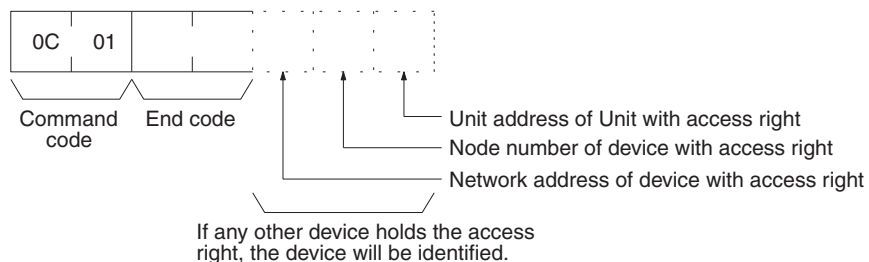 0C 01
Command
code
End code
Unit address of Unit with access right
Node number of device with access right
Network address of device with access right
If any other device holds the access
right, the device will be identified.